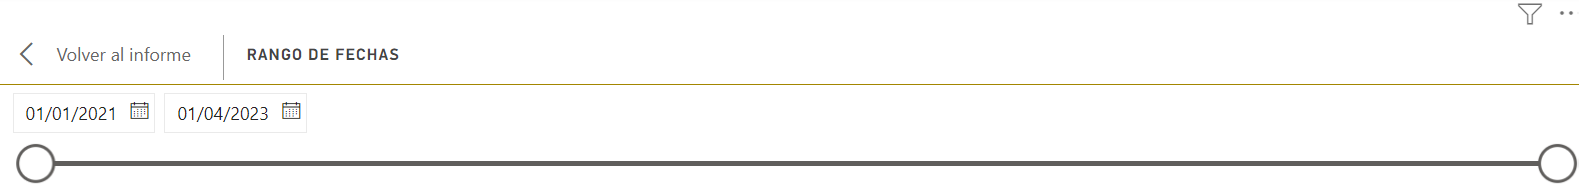 Volver al informe RANGO DE FECHAS
01/01/2021 01/04/2023